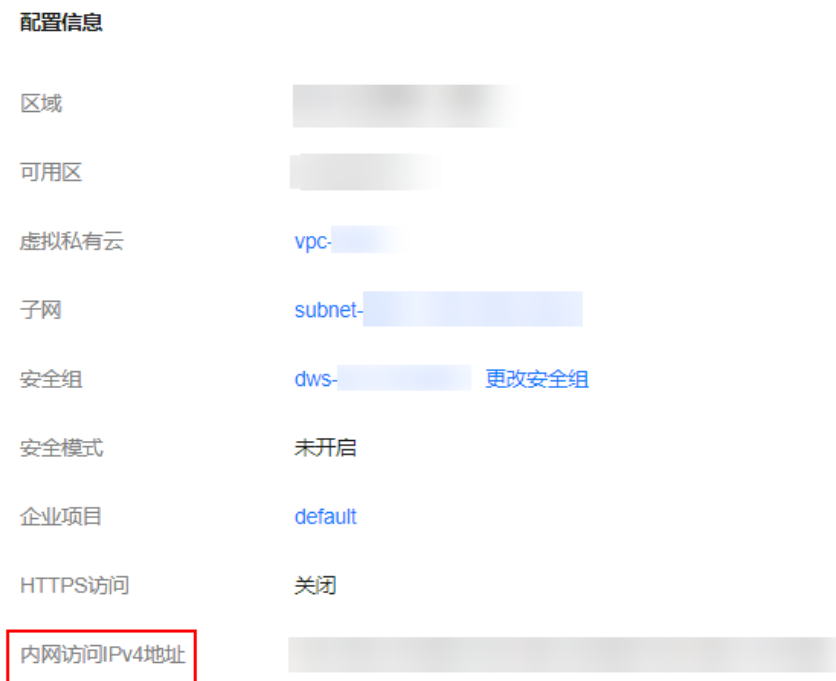 配置信息
区域
可用区
虚拟私有云 vpc-
子网 subnet-
安全组 dws- 更改安全组
安全模式 未开启
企业项目 default
HTTPS访问 关闭
内网访问IPv4地址